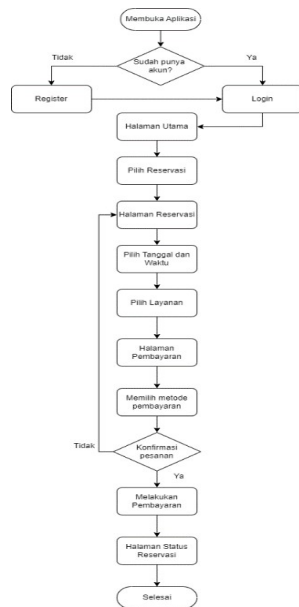 Membuka Aplikasi
Tidak
Sudah punya
akun?
Ya
Register
Login
Halaman Utama
Pilih Reservasi
Halaman Reservasi
Pilih Tanggal dan
Waktu
Pilih Layanan
Halaman
Pembayaran
Memilih metode
pembayaran
Tidak
Konfirmasi
pesanan
Ya
Melakukan
Pembayaran
Halaman Status
Reservasi
Selesai